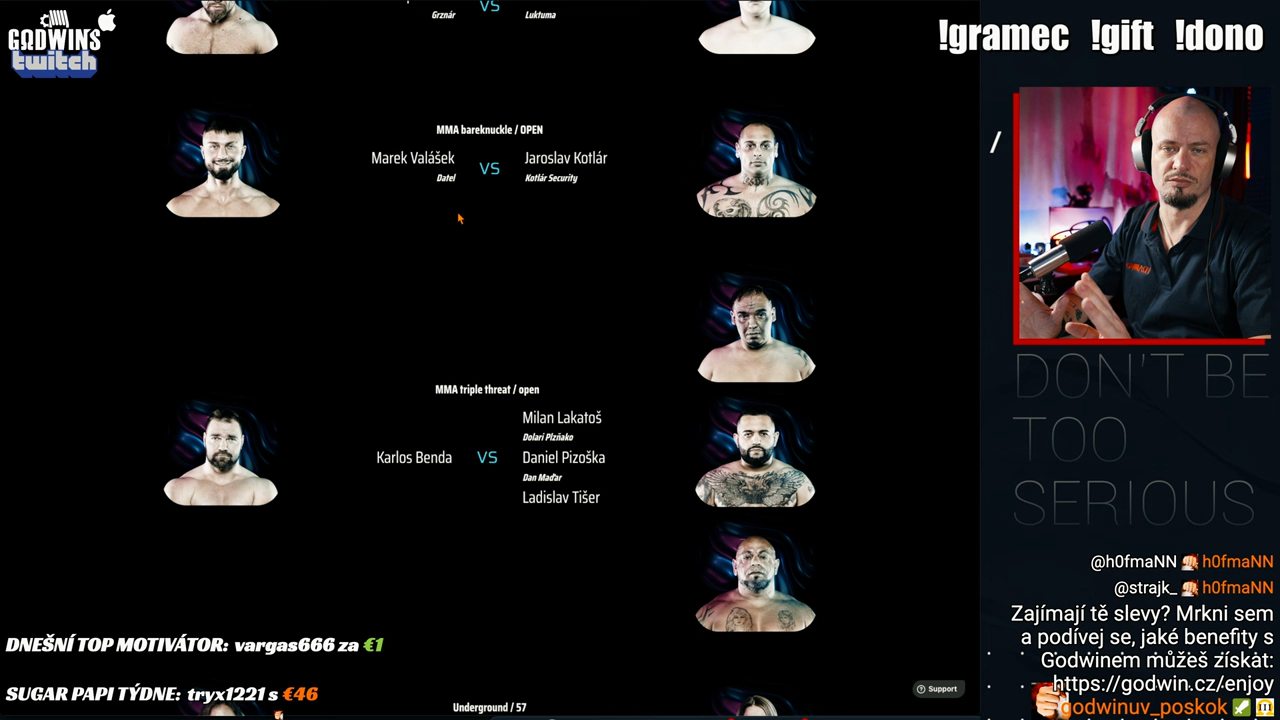 GODWINS
twitch
Grznár
VS
Luktuma
!gramec !gift !dono
MMA bareknuckle / OPEN
Marek Valášek
VS
Jaroslav Kotlár
Datel
Kotlár Security
/
MMA triple threat / open
Milan Lakatoš
Dolari Plzňako
Karlos Benda
VS
Daniel Pizoška
Dan Maďar
Ladislav Tišer
DON'T BE
TOO
SERIOUS
@h0fmaNN h0fmaNN
@strajk_ h0fmaNN
Zajímají tě slevy? Mrkni sem
a podívej se, jaké benefity s
Godwinem můžeš získat:
https://godwin.cz/enjoy
godwinuv_poskok
DNEŠNÍ TOP MOTIVÁTOR: vargas666 za €1
SUGAR PAPI TÝDNE: tryx1221 s €46
Support
Underground / 57